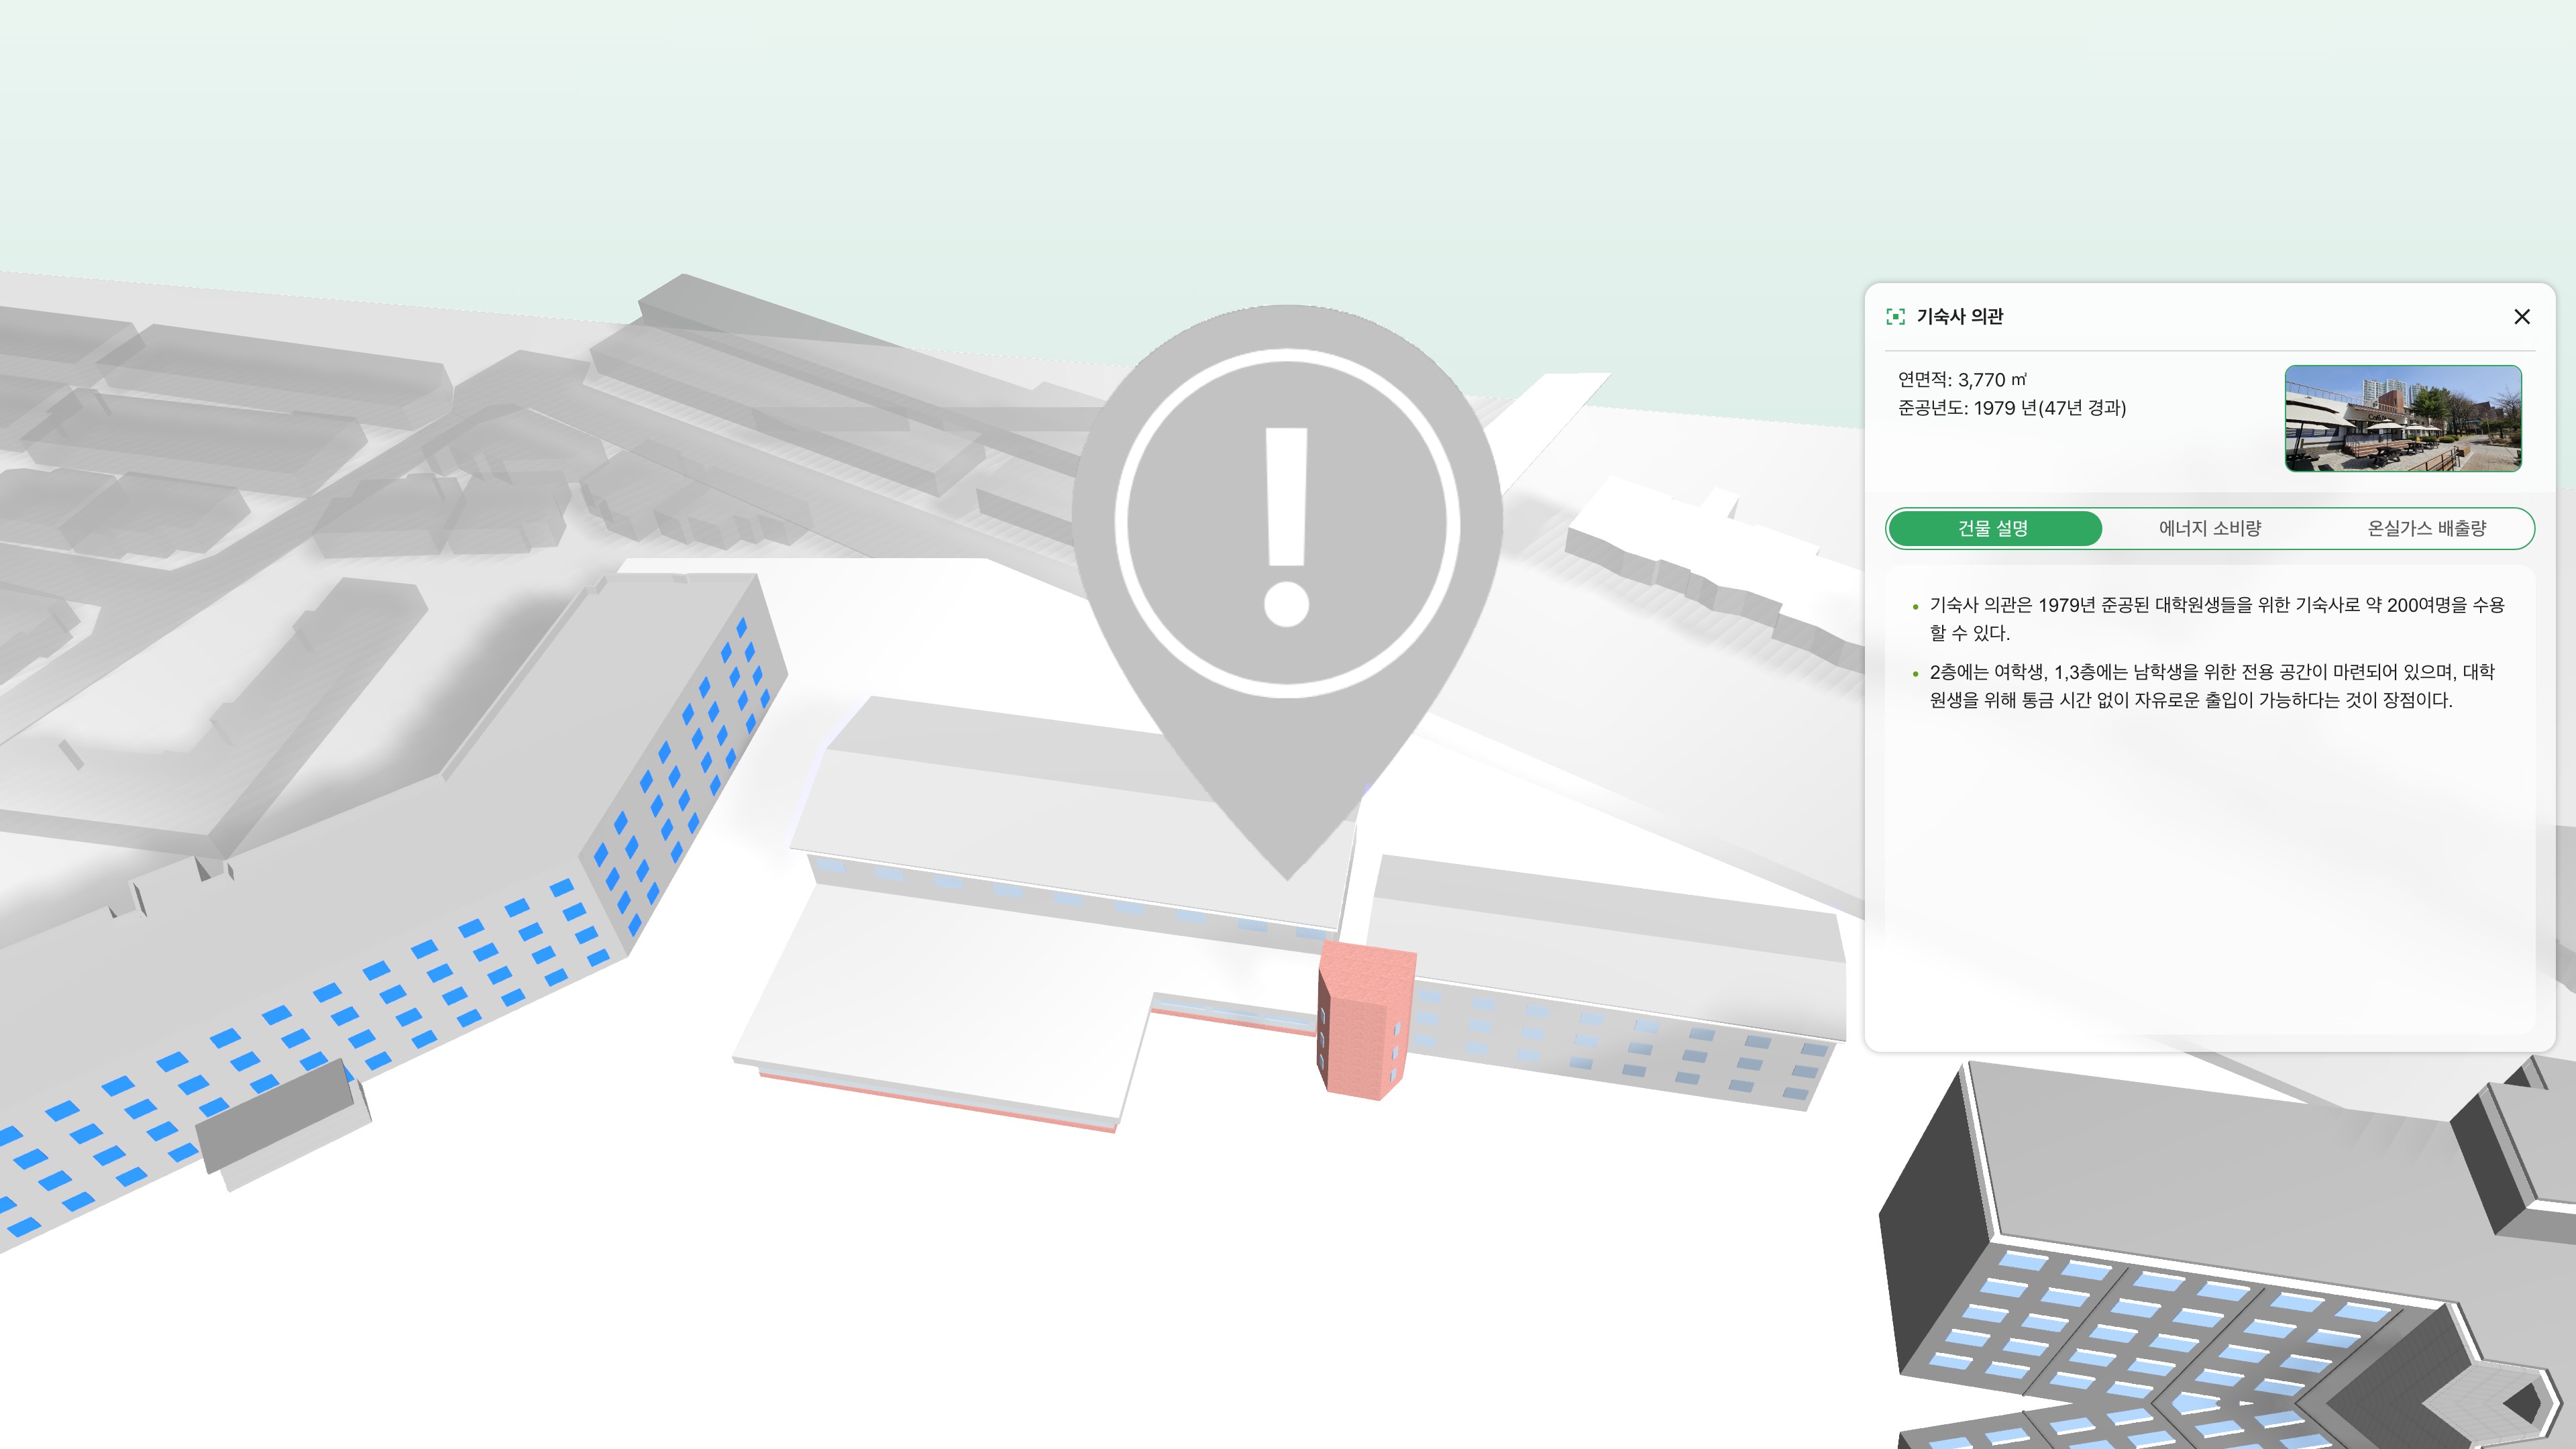 기숙사 의관
연면적: 3,770 ㎡
준공년도: 1979 년(47년 경과)
건물 설명
에너지 소비량
온실가스 배출량
기숙사 의관은 1979년 준공된 대학원생들을 위한 기숙사로 약 200여명을 수용
할 수 있다.
2층에는 여학생, 1,3층에는 남학생을 위한 전용 공간이 마련되어 있으며, 대학
원생을 위해 통금 시간 없이 자유로운 출입이 가능하다는 것이 장점이다.